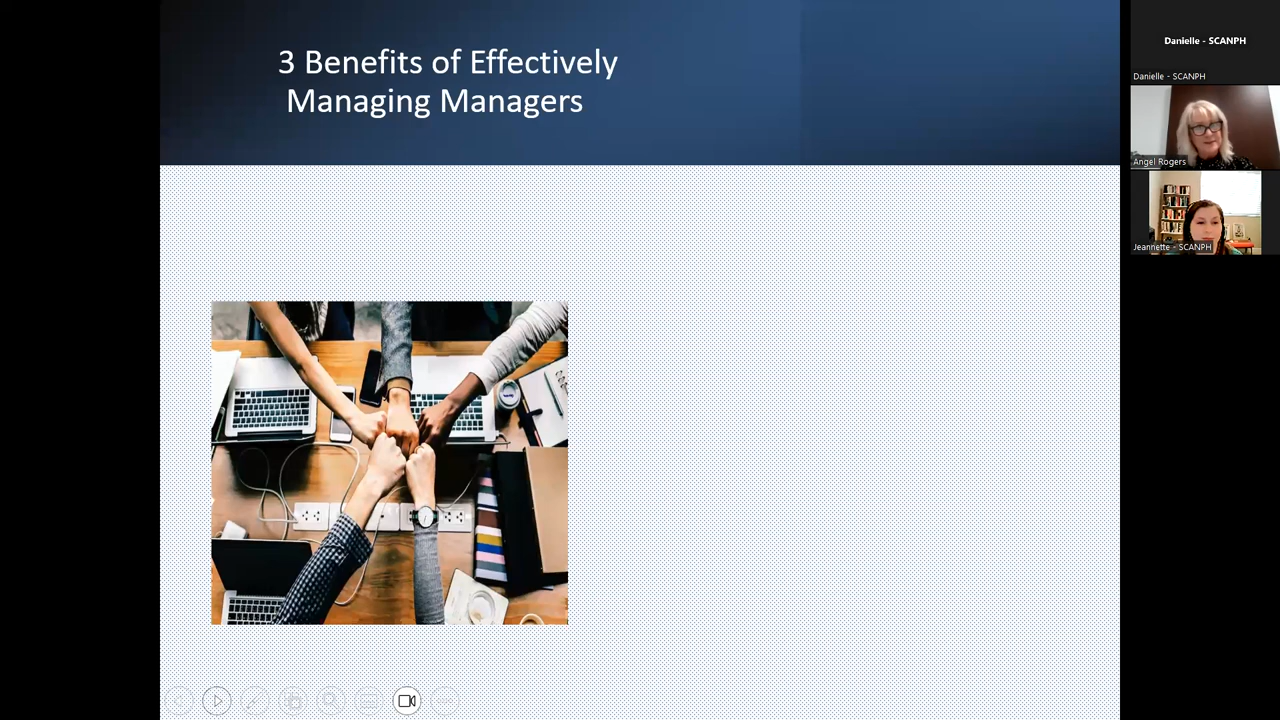 3 Benefits of Effectively
Managing Managers
Danielle - SCANPH
Danielle - SCANPH
Angel Rogers
Jeannette - SCANPH